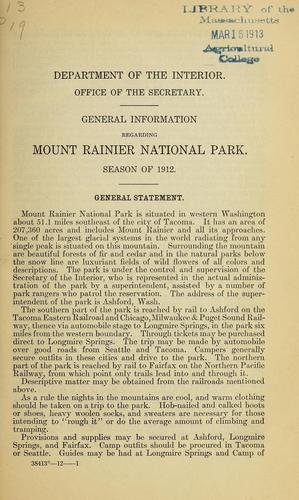 13
019
LIBRARY of the
Massachusetts
MAR 15 1913
Agricultural
College
DEPARTMENT OF THE INTERIOR.
OFFICE OF THE SECRETARY.
GENERAL INFORMATION
REGARDING
MOUNT RAINIER NATIONAL PARK.
SEASON OF 1912.
GENERAL STATEMENT.
Mount Rainier National Park is situated in western Washington
about 51.1 miles southeast of the city of Tacoma. It has an area of
207,360 acres and includes Mount Rainier and all its approaches.
One of the largest glacial systems in the world radiating from any
single peak is situated on this mountain. Surrounding the mountain
are beautiful forests of fir and cedar and in the natural parks below
the snow line are luxuriant fields of wild flowers of all colors and
descriptions. The park is under the control and supervision of the
Secretary of the Interior, who is represented in the actual adminis-
tration of the park by a superintendent, assisted by a number of
park rangers who patrol the reservation. The address of the super-
intendent of the park is Ashford, Wash.
The southern part of the park is reached by rail to Ashford on the
Tacoma Eastern Railroad and Chicago, Milwaukee & Puget Sound Rail-
way, thence via automobile stage to Longmire Springs, in the park six
miles from the western boundary. Through tickets may be purchased
direct to Longmire Springs. The trip may be made by automobile
over good roads from Seattle and Tacoma. Campers generally
secure outfits in these cities and drive to the park. The northern
part of the park is reached by rail to Fairfax on the Northern Pacific
Railway, from which point only trails lead into and through it.
Descriptive matter may be obtained from the railroads mentioned
above.
As a rule the nights in the mountains are cool, and warm clothing
should be taken on a trip to the park. Hob-nailed and calked boots
or shoes, heavy woolen socks, and sweaters are necessary for those
intending to "rough it" or do the average amount of climbing and
tramping.
Provisions and supplies may be secured at Ashford, Longmire
Springs, and Fairfax. Camp outfits should be procured in Tacoma
or Seattle. Guides may be had at Longmire Springs and Camp of
38413°—12——1